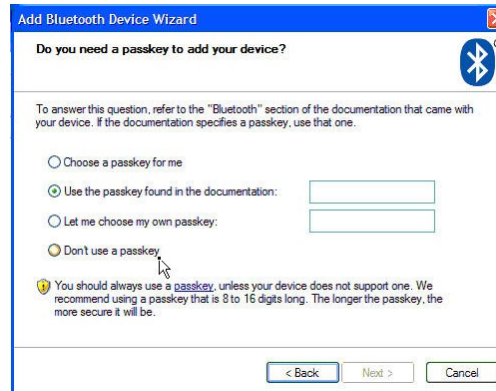 Add Bluetooth Device Wizard
Do you need a passkey to add your device?
To answer this question, refer to the "Bluetooth" section of the documentation that came with
your device. If the documentation specifies a passkey, use that one.
Choose a passkey for me
Use the passkey found in the documentation:
Let me choose my own passkey:
Don't use a passkey
You should always use a passkey, unless your device does not support one. We
recommend using a passkey that is 8 to 16 digits long. The longer the passkey, the
more secure it will be.
< Back Next > Cancel